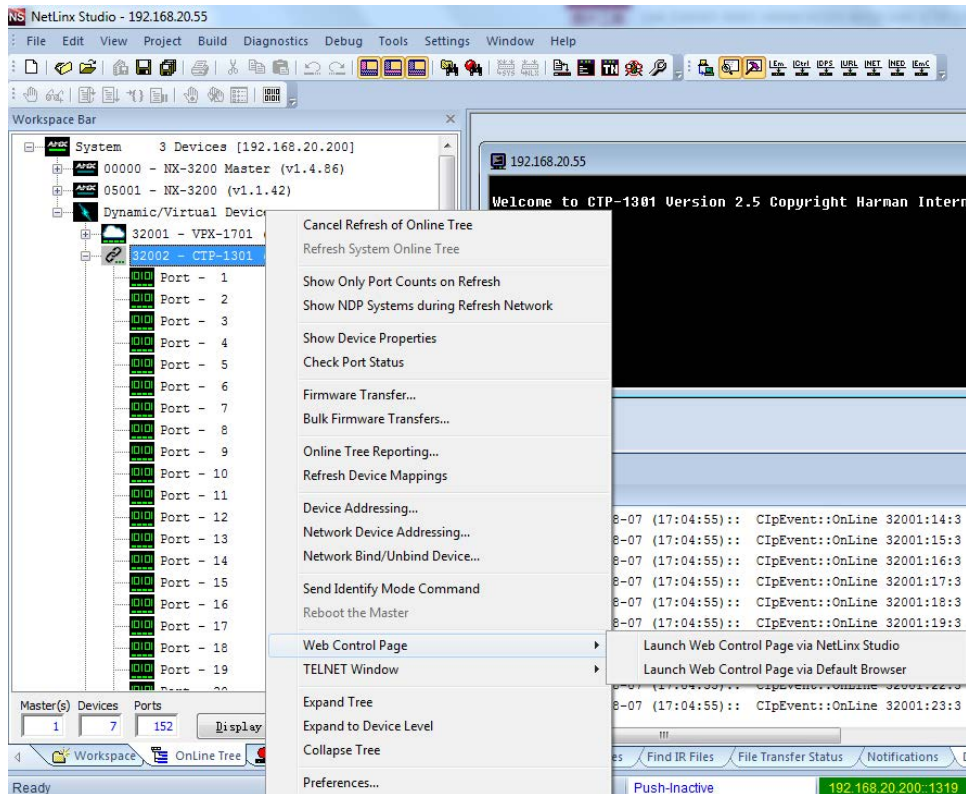 NetLinx Studio - 192.168.20.55
File Edit View Project Build Diagnostics Debug Tools Settings Window Help
Workspace Bar
System 3 Devices [192.168.20.200]
00000 - NX-3200 Master (v1.4.86)
05001 - NX-3200 (v1.1.42)
Dynamic/Virtual Device
32001 - VPX-1701
32002 - CTP-1301
Port - 1
Port - 2
Port - 3
Port - 4
Port - 5
Port - 6
Port - 7
Port - 8
Port - 9
Port - 10
Port - 11
Port - 12
Port - 13
Port - 14
Port - 15
Port - 16
Port - 17
Port - 18
Port - 19
Master(s) Devices Ports
1 7 152 Display
Workspace OnLine Tree
Ready
Cancel Refresh of Online Tree
Refresh System Online Tree
Show Only Port Counts on Refresh
Show NDP Systems during Refresh Network
Show Device Properties
Check Port Status
Firmware Transfer...
Bulk Firmware Transfers...
Online Tree Reporting...
Refresh Device Mappings
Device Addressing...
Network Device Addressing...
Network Bind/Unbind Device...
Send Identify Mode Command
Reboot the Master
Web Control Page
TELNET Window
Expand Tree
Expand to Device Level
Collapse Tree
Preferences...
Launch Web Control Page via NetLinx Studio
Launch Web Control Page via Default Browser
192.168.20.55
Welcome to CTP-1301 Version 2.5 Copyright Harman Intern
8-07 (17:04:55):: CIpEvent::OnLine 32001:14:3
8-07 (17:04:55):: CIpEvent::OnLine 32001:15:3
8-07 (17:04:55):: CIpEvent::OnLine 32001:16:3
8-07 (17:04:55):: CIpEvent::OnLine 32001:17:3
8-07 (17:04:55):: CIpEvent::OnLine 32001:18:3
8-07 (17:04:55):: CIpEvent::OnLine 32001:19:3
8-07 (17:04:55):: CIpEvent::OnLine 32001:22:3
8-07 (17:04:55):: CIpEvent::OnLine 32001:23:3
es Find IR Files File Transfer Status Notifications
Push-Inactive 192.168.20.200::1319